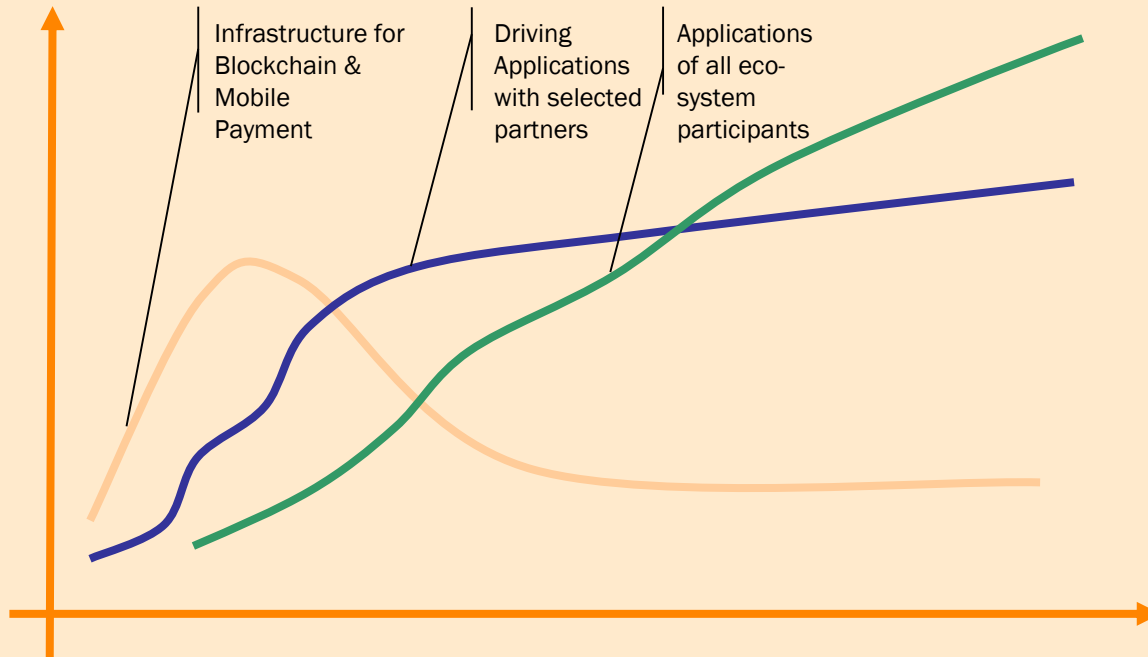 Infrastructure for
Blockchain &
Mobile
Payment
Driving
Applications
with selected
partners
Applications
of all eco-
system
participants